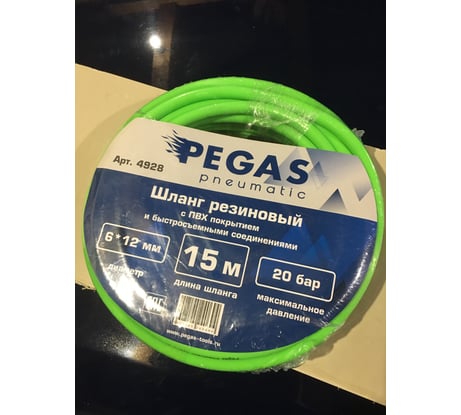 PEGAS
pneumatic
Арт. 4928
Шланг резиновый
с ПВХ покрытием
и быстросъемными соединениями
6*12 мм
диаметр
15 м
длина шланга
20 бар
максимальное
давление
www.pegas-tools.ru